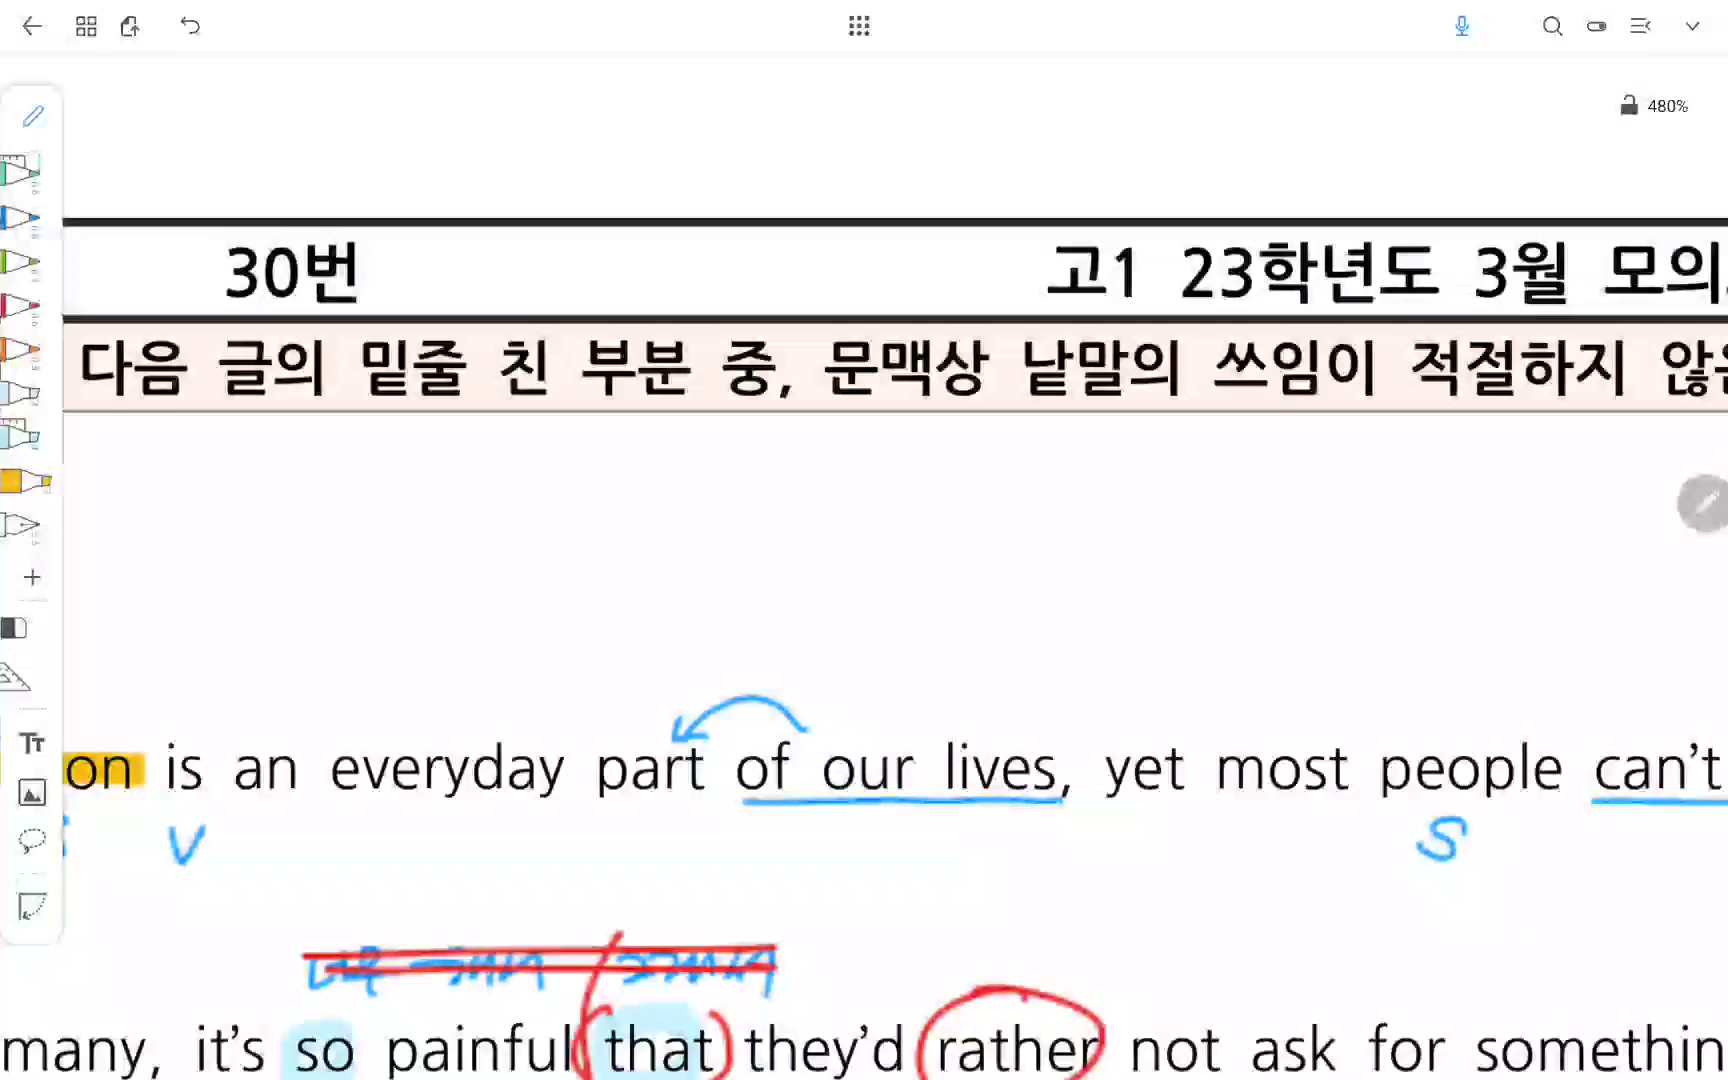 480%
30번 고1 23학년도 3월 모의
다음 글의 밑줄 친 부분 중, 문맥상 낱말의 쓰임이 적절하지 않은
on is an everyday part of our lives, yet most people can't
V S
many, it's so painful that they'd rather not ask for somethin